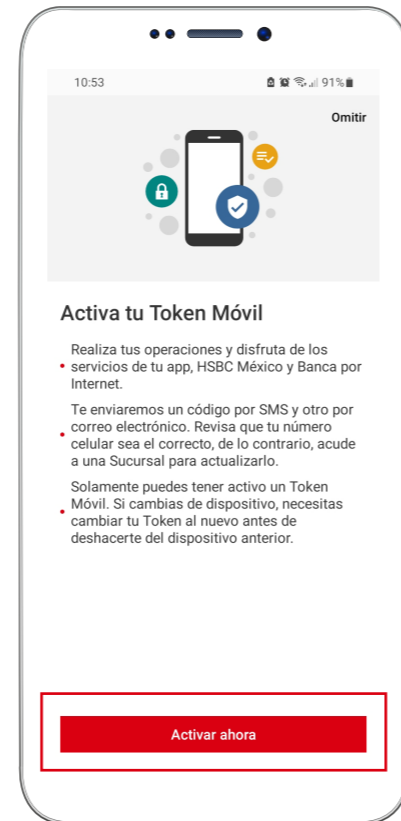 10:53
91%
Omitir
Activa tu Token Móvil
Realiza tus operaciones y disfruta de los
servicios de tu app, HSBC México y Banca por
Internet.
Te enviaremos un código por SMS y otro por
correo electrónico. Revisa que tu número
celular sea el correcto, de lo contrario, acude
a una Sucursal para actualizarlo.
Solamente puedes tener activo un Token
Móvil. Si cambias de dispositivo, necesitas
cambiar tu Token al nuevo antes de
deshacerte del dispositivo anterior.
Activar ahora